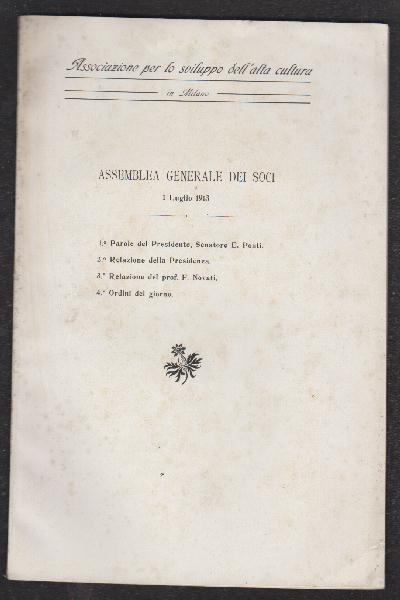 Associazione per lo sviluppo dell'alta cultura
in Milano
ASSEMBLEA GENERALE DEI SOCI
1 Luglio 1913
1.º Parole del Presidente, Senatore E. Ponti.
2.º Relazione della Presidenza.
3.º Relazione del prof. F. Novati.
4.º Ordini del giorno.